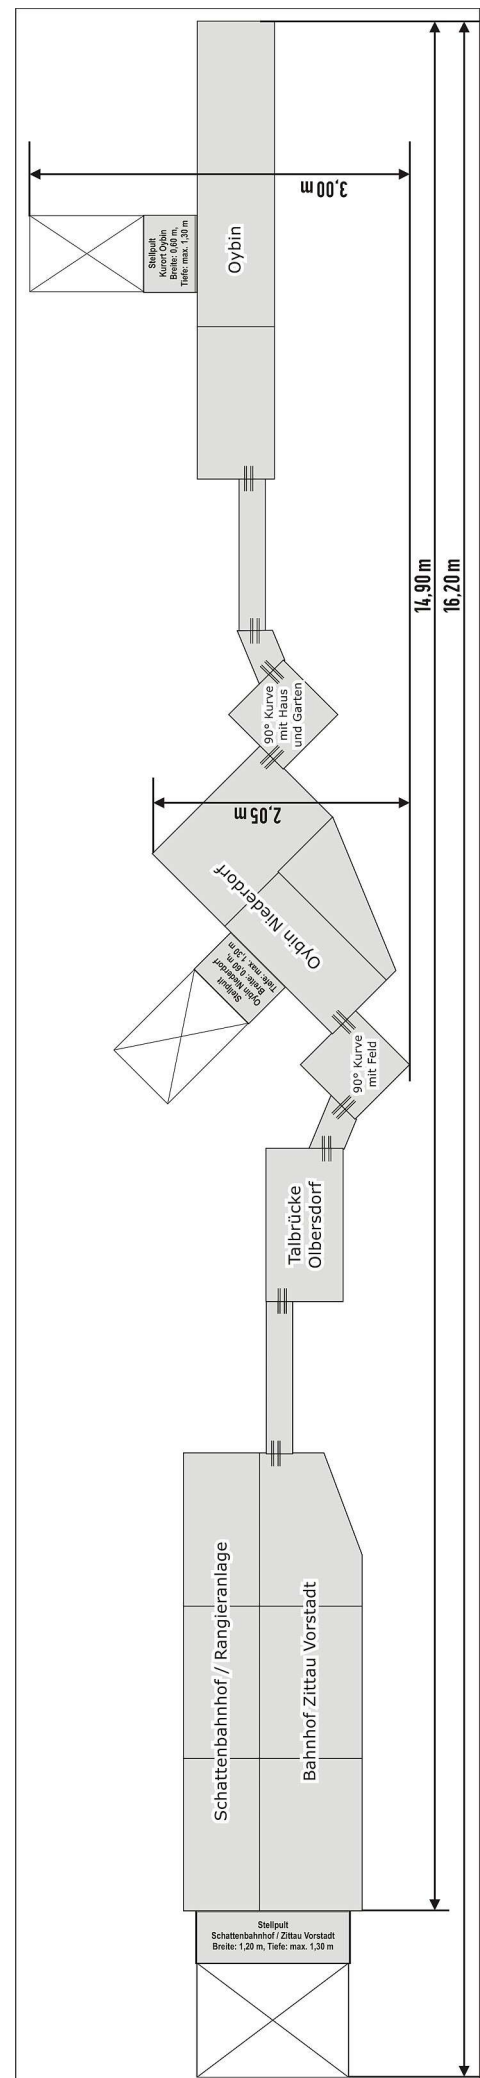 3,00 m
Stellpult
Kurort Oybin
Breite: 0,60 m,
Tiefe: max. 1,30 m
Oybin
14,90 m
16,20 m
90° Kurve
mit Haus
und Garten
2,05 m
Oybin Niederdorf
Stellpult
Oybin Niederdorf
Breite: 0,60 m,
Tiefe: max. 1,30 m
90° Kurve
mit Feld
Talbrücke
Olbersdorf
Schattenbahnhof / Rangieranlage
Bahnhof Zittau Vorstadt
Stellpult
Schattenbahnhof / Zittau Vorstadt
Breite: 1,20 m, Tiefe: max. 1,30 m